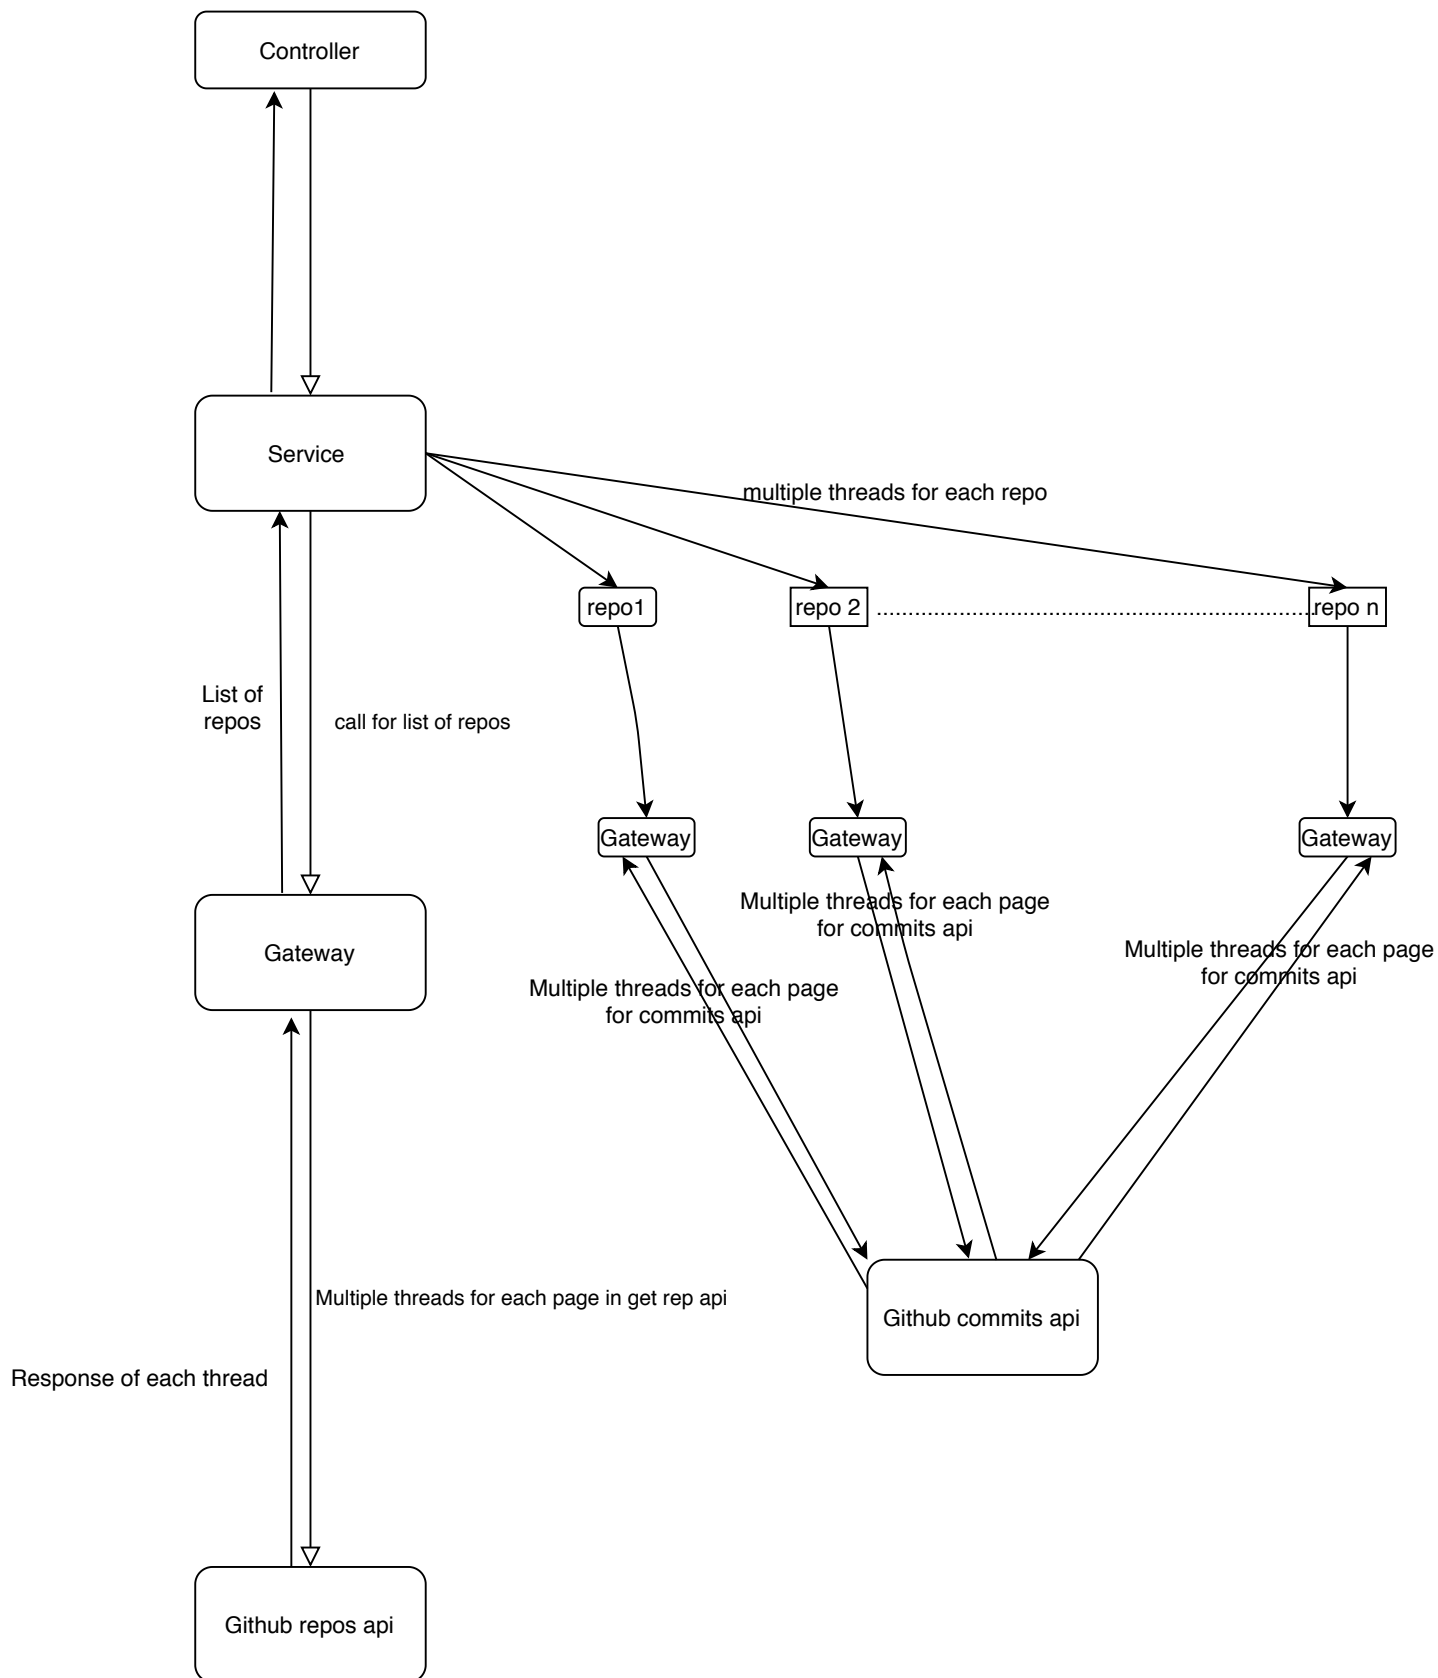 Controller
Service
multiple threads for each repo
repo1
repo 2
repo n
List of
repos
call for list of repos
Gateway
Gateway
Gateway
Multiple threads for each page
for commits api
Gateway
Multiple threads for each page
for commits api
Multiple threads for each page
for commits api
Multiple threads for each page in get rep api
Github commits api
Response of each thread
Github repos api